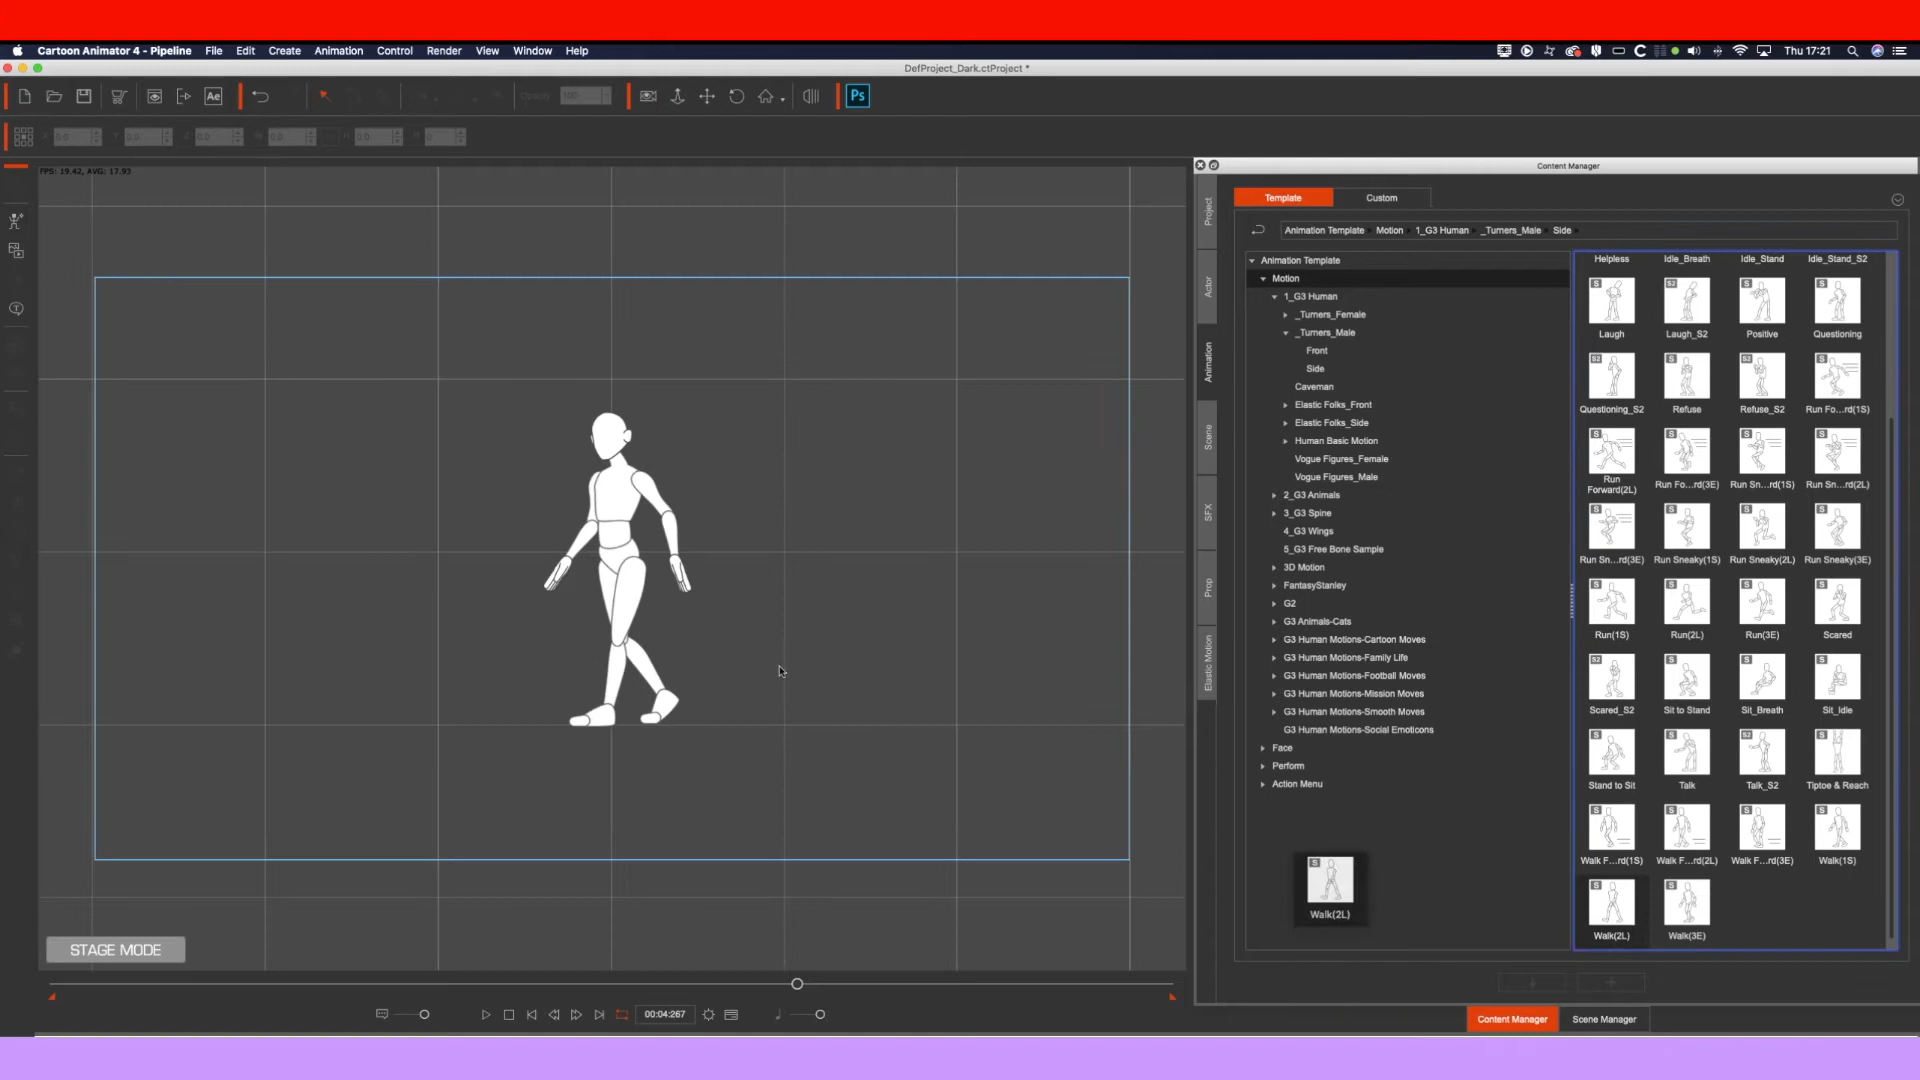 Cartoon Animator 4 - Pipeline File Edit Create Animation Control Render View Window Help Thu 17:21
DefProject_Dark.ctProject *
Ae
Ps
FPS: 19.42, AVG: 17.93
Content Manager
Template Custom
Animation Template Motion 1_G3 Human _Turners_Male Side
Project
Actor
Animation
Scene
SFX
Prop
Elastic Motion
Animation Template
Motion
1_G3 Human
_Turners_Female
_Turners_Male
Front
Side
Caveman
Elastic Folks_Front
Elastic Folks_Side
Human Basic Motion
Vogue Figures_Female
Vogue Figures_Male
2_G3 Animals
3_G3 Spine
4_G3 Wings
5_G3 Free Bone Sample
3D Motion
FantasyStanley
G2
G3 Animals-Cats
G3 Human Motions-Cartoon Moves
G3 Human Motions-Family Life
G3 Human Motions-Football Moves
G3 Human Motions-Mission Moves
G3 Human Motions-Smooth Moves
G3 Human Motions-Social Emoticons
Face
Perform
Action Menu
Walk(2L)
Helpless Idle_Breath Idle_Stand Idle_Stand_S2
Laugh Laugh_S2 Positive Questioning
Questioning_S2 Refuse Refuse_S2 Run Fo...rd(1S)
Run Forward(2L) Run Fo...rd(3E) Run Sn...rd(1S) Run Sn...rd(2L)
Run Sn...rd(3E) Run Sneaky(1S) Run Sneaky(2L) Run Sneaky(3E)
Run(1S) Run(2L) Run(3E) Scared
Scared_S2 Sit to Stand Sit_Breath Sit_Idle
Stand to Sit Talk Talk_S2 Tiptoe & Reach
Walk F...rd(1S) Walk F...rd(2L) Walk F...rd(3E) Walk(1S)
Walk(2L) Walk(3E)
STAGE MODE
00:04:267
Content Manager Scene Manager